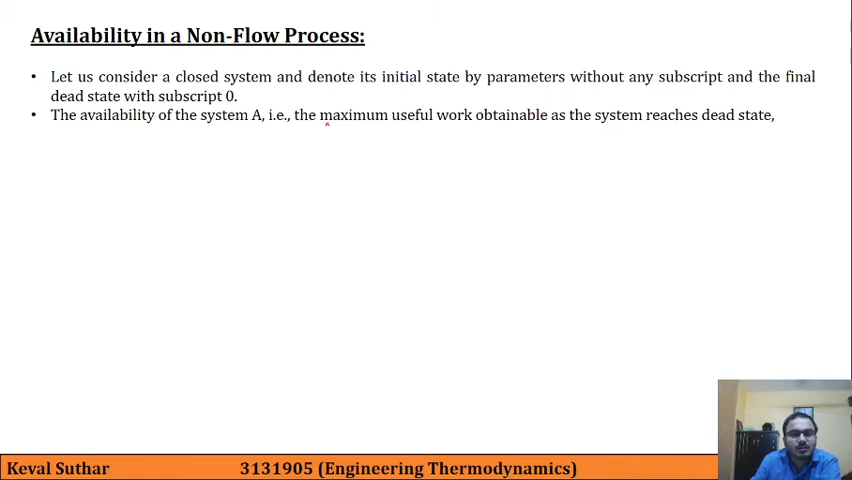 Availability in a Non-Flow Process:
• Let us consider a closed system and denote its initial state by parameters without any subscript and the final
dead state with subscript 0.
• The availability of the system A, i.e., the maximum useful work obtainable as the system reaches dead state,
Keval Suthar
3131905 (Engineering Thermodynamics)